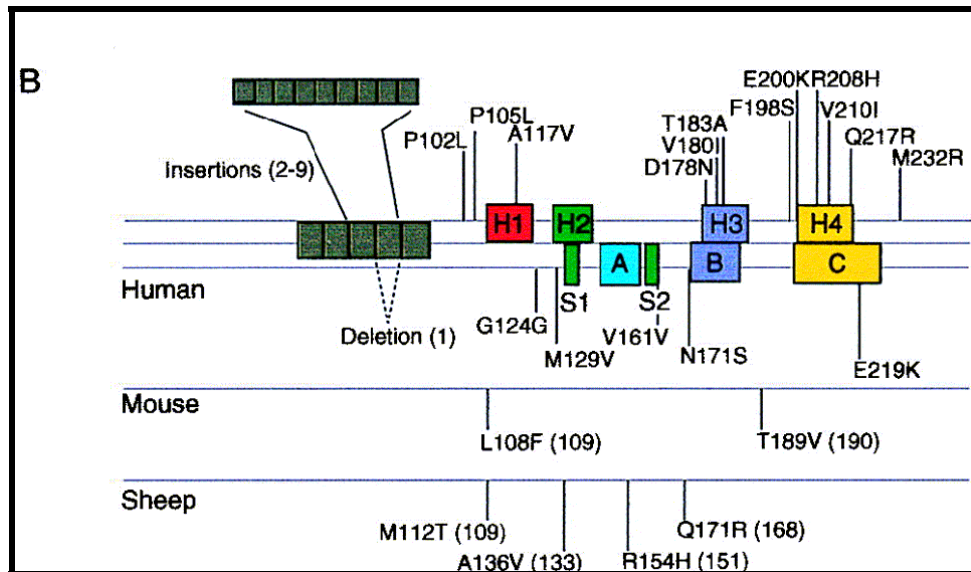 B
E200K R208H
P105L
F198S
V210I
P102L
A117V
T183A
V180I
Q217R
Insertions (2-9)
D178N
M232R
H1
H2
H3
H4
A
B
C
Human
S1
S2
G124G
Deletion (1)
V161V
M129V
N171S
E219K
Mouse
L108F (109)
T189V (190)
Sheep
M112T (109)
Q171R (168)
A136V (133)
R154H (151)